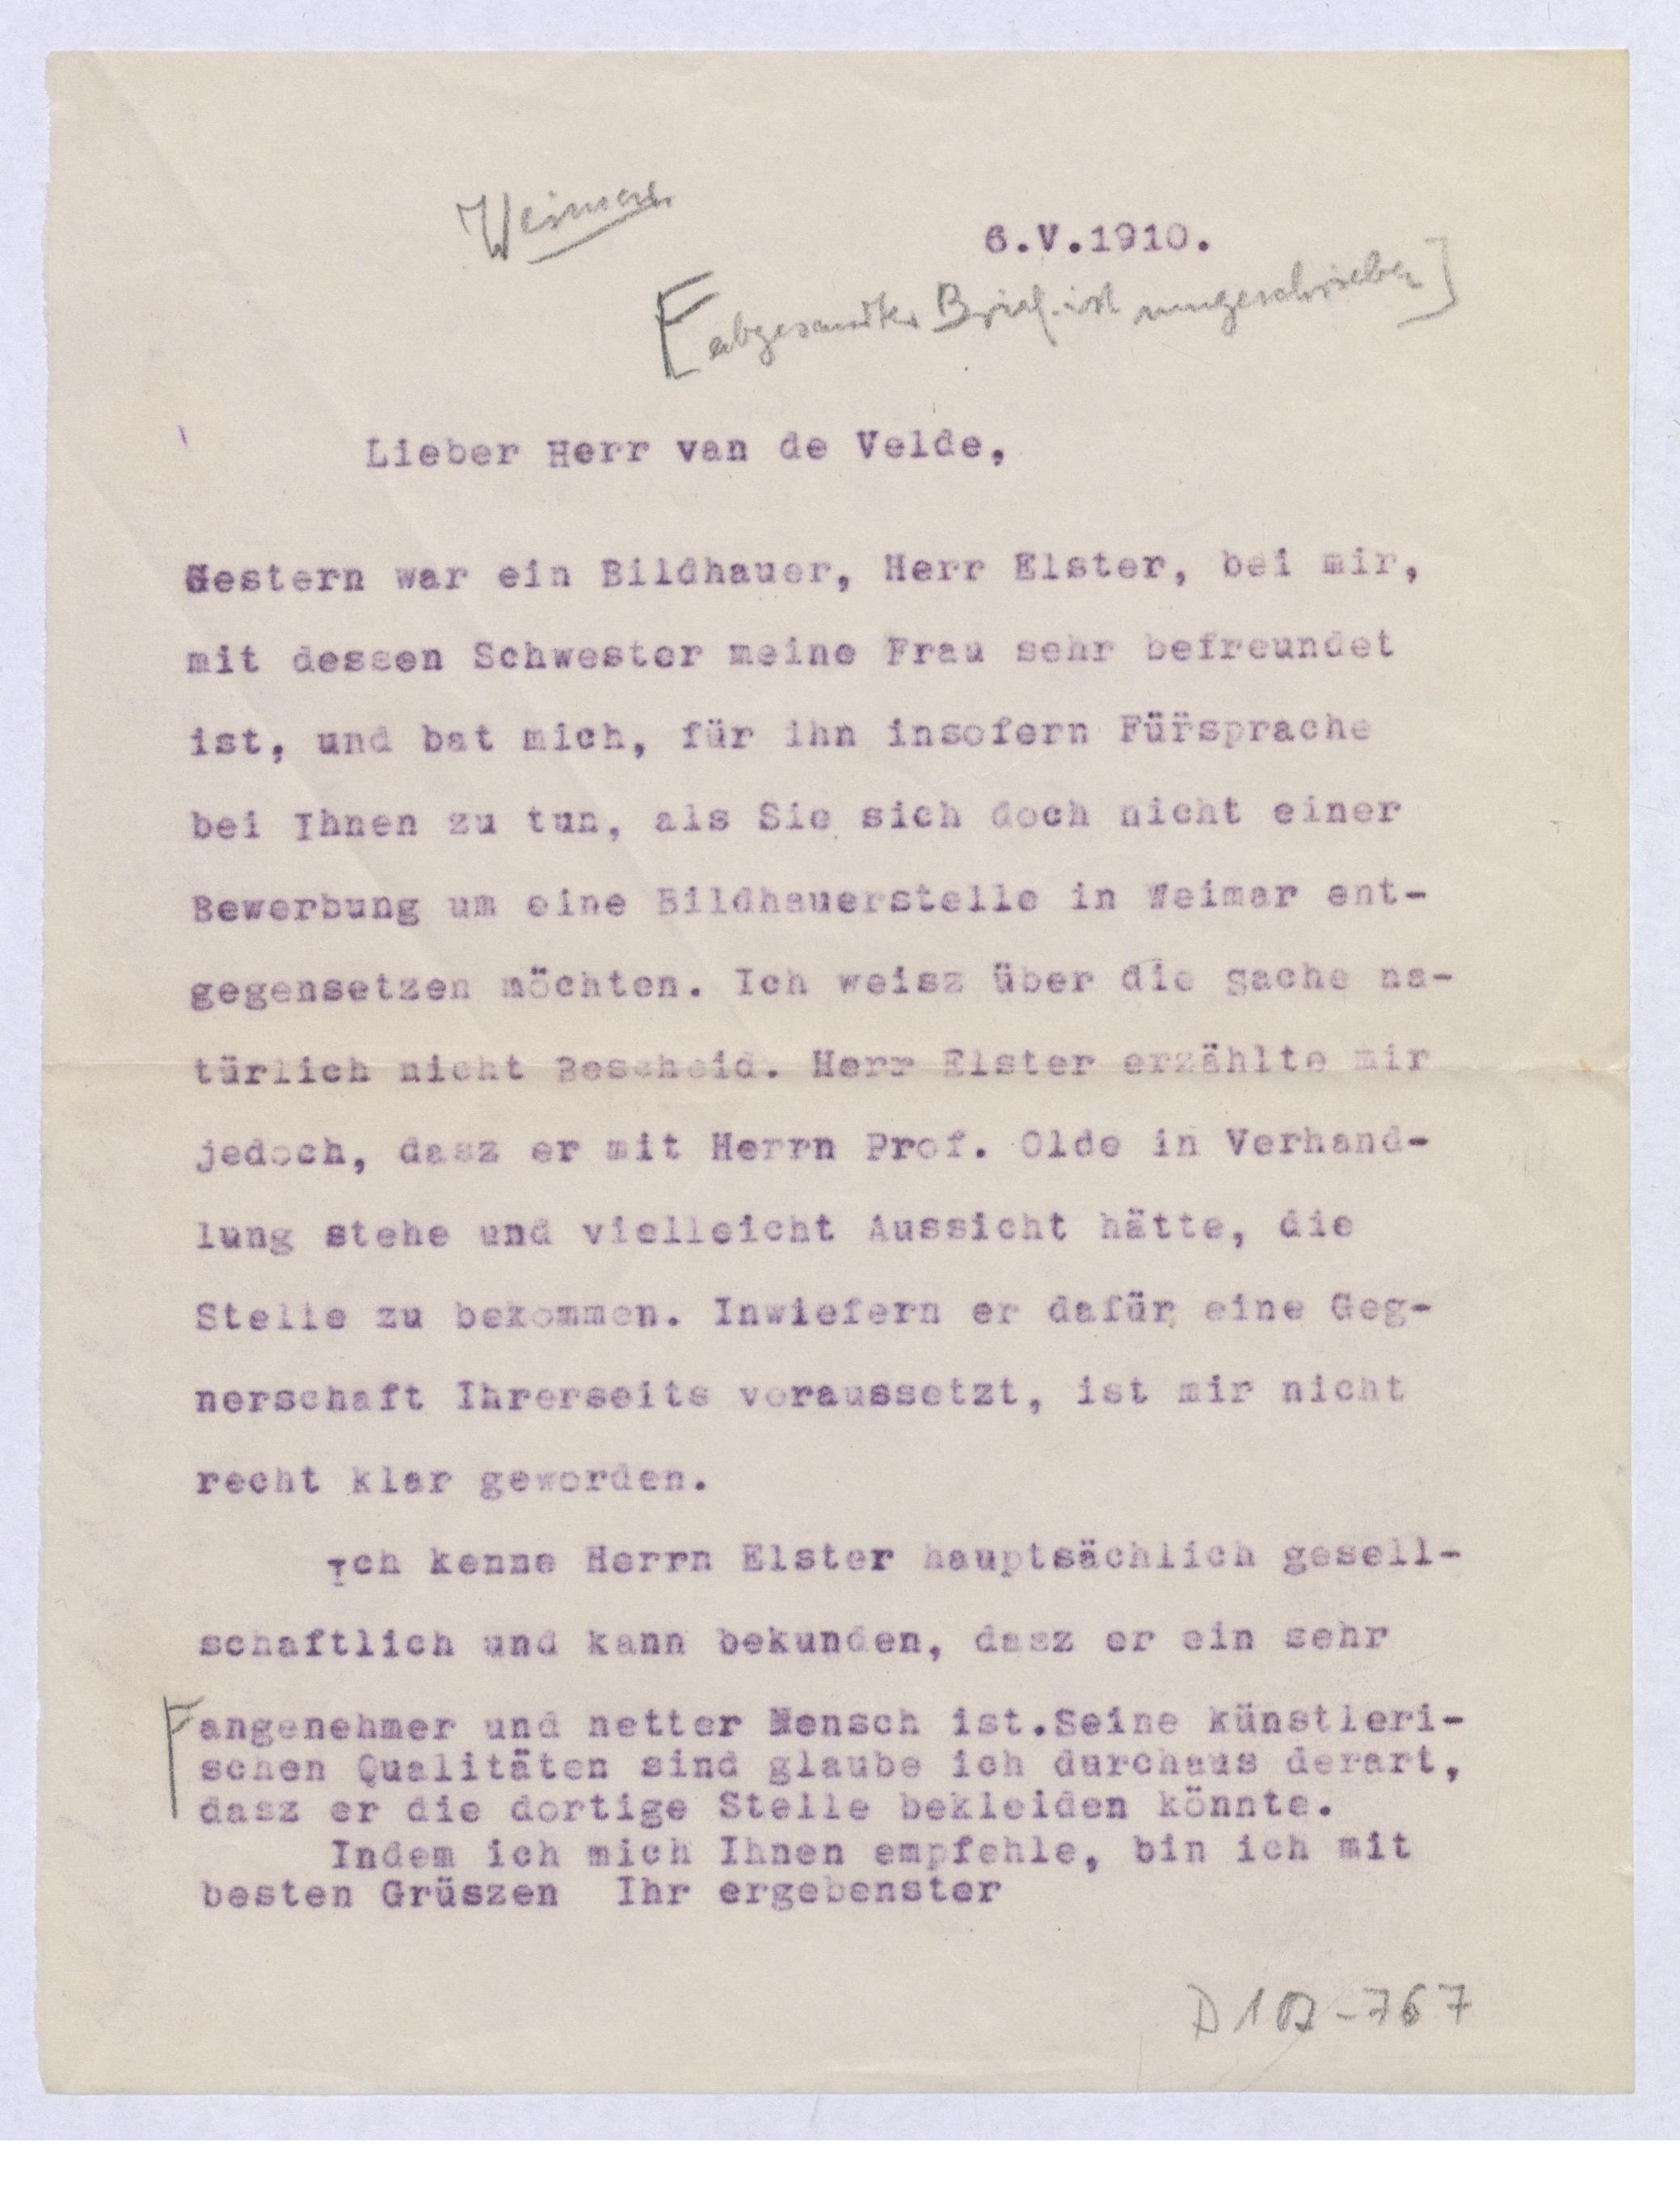 Weimar
6.V.1910.
[abgesandter Brief ist umgeschrieben]
Lieber Herr van de Velde,
Gestern war ein Bildhauer, Herr Elster, bei mir,
mit dessen Schwester meine Frau sehr befreundet
ist, und bat mich, für ihn insofern Fürsprache
bei Ihnen zu tun, als Sie sich doch nicht einer
Bewerbung um eine Bildhauerstelle in Weimar ent-
gegensetzen möchten. Ich weisz über die Sache na-
türlich nicht Bescheid. Herr Elster erzählte mir
jedoch, dasz er mit Herrn Prof. Olde in Verhand-
lung stehe und vielleicht Aussicht hätte, die
Stelle zu bekommen. Inwiefern er dafür eine Geg-
nerschaft Ihrerseits voraussetzt, ist mir nicht
recht klar geworden.
Ich kenne Herrn Elster hauptsächlich gesell-
schaftlich und kann bekunden, dasz er ein sehr
angenehmer und netter Mensch ist.Seine künstleri-
schen Qualitäten sind glaube ich durchaus derart,
dasz er die dortige Stelle bekleiden könnte.
Indem ich mich Ihnen empfehle, bin ich mit
besten Grüszen Ihr ergebenster